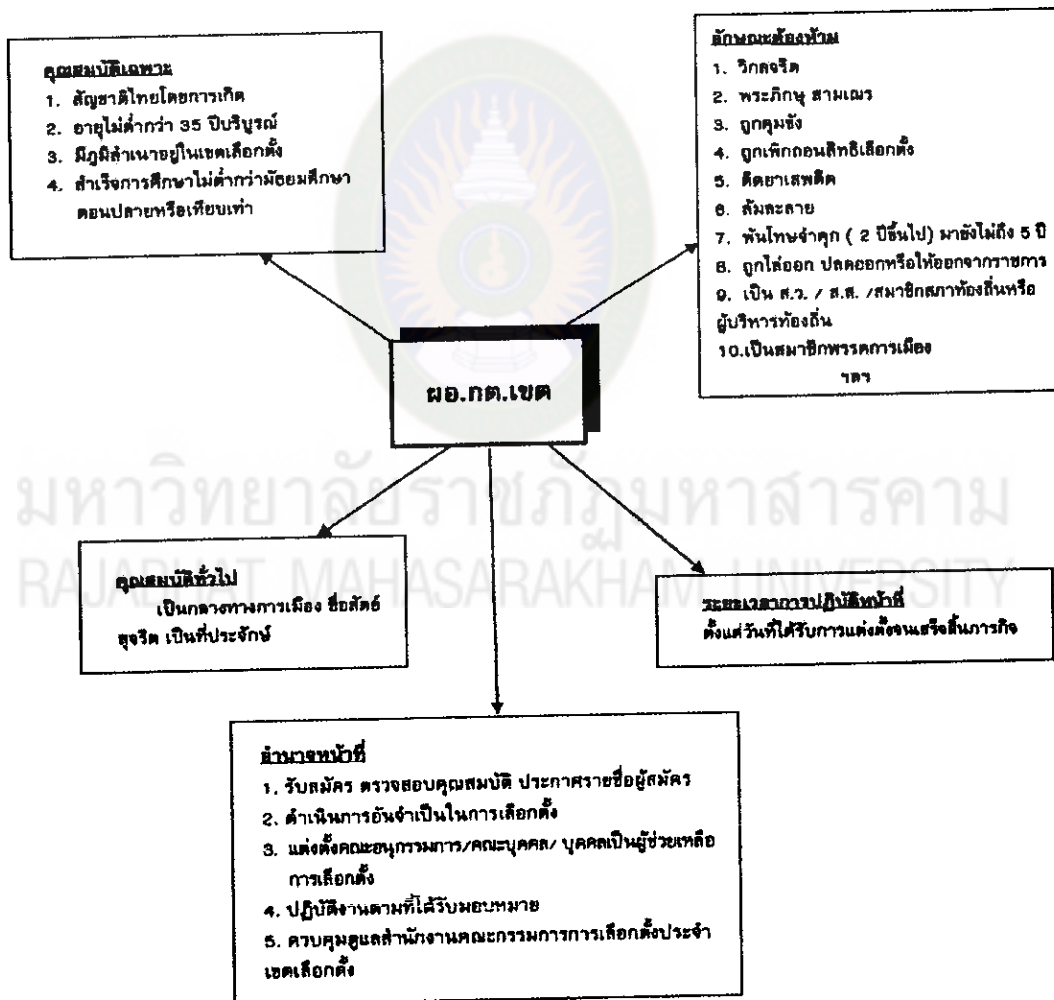 คุณสมบัติเฉพาะ
1. สัญชาติไทยโดยการเกิด
2. อายุไม่ต่ำกว่า 35 ปีบริบูรณ์
3. มีภูมิลำเนาอยู่ในเขตเลือกตั้ง
4. สำเร็จการศึกษาไม่ต่ำกว่ามัธยมศึกษา
ตอนปลายหรือเทียบเท่า
ลักษณะต้องห้าม
1. วิกลจริต
2. พระภิกษุ สามเณร
3. ถูกคุมขัง
4. ถูกเพิกถอนสิทธิเลือกตั้ง
5. ติดยาเสพติด
6. ล้มละลาย
7. พ้นโทษจำคุก ( 2 ปีขึ้นไป) มายังไม่ถึง 5 ปี
8. ถูกไล่ออก ปลดออกหรือให้ออกจากราชการ
9. เป็น ส.ว. / ส.ส. /สมาชิกสภาท้องถิ่นหรือ
ผู้บริหารท้องถิ่น
10.เป็นสมาชิกพรรคการเมือง
ฯลฯ
ผอ.กต.เขต
มหาวิทยาลัยราชภัฏมหาสารคาม
RAJABHAT MAHASARAKHAM UNIVERSITY
คุณสมบัติทั่วไป
เป็นกลางทางการเมือง ซื่อสัตย์
สุจริต เป็นที่ประจักษ์
ระยะเวลาการปฏิบัติหน้าที่
ตั้งแต่วันที่ได้รับการแต่งตั้งจนเสร็จสิ้นภารกิจ
อำนาจหน้าที่
1. รับสมัคร ตรวจสอบคุณสมบัติ ประกาศรายชื่อผู้สมัคร
2. ดำเนินการอันจำเป็นในการเลือกตั้ง
3. แต่งตั้งคณะอนุกรรมการ/คณะบุคคล/ บุคคลเป็นผู้ช่วยเหลือ
การเลือกตั้ง
4. ปฏิบัติงานตามที่ได้รับมอบหมาย
5. ควบคุมดูแลสำนักงานคณะกรรมการการเลือกตั้งประจำ
เขตเลือกตั้ง